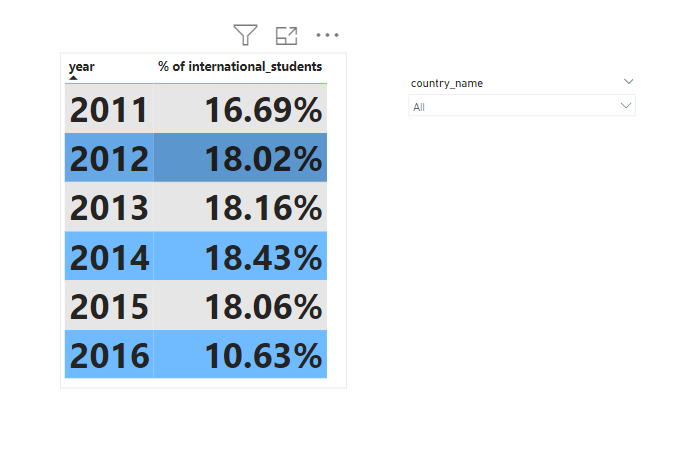 year % of international_students
2011 16.69%
2012 18.02%
2013 18.16%
2014 18.43%
2015 18.06%
2016 10.63%
country_name
All